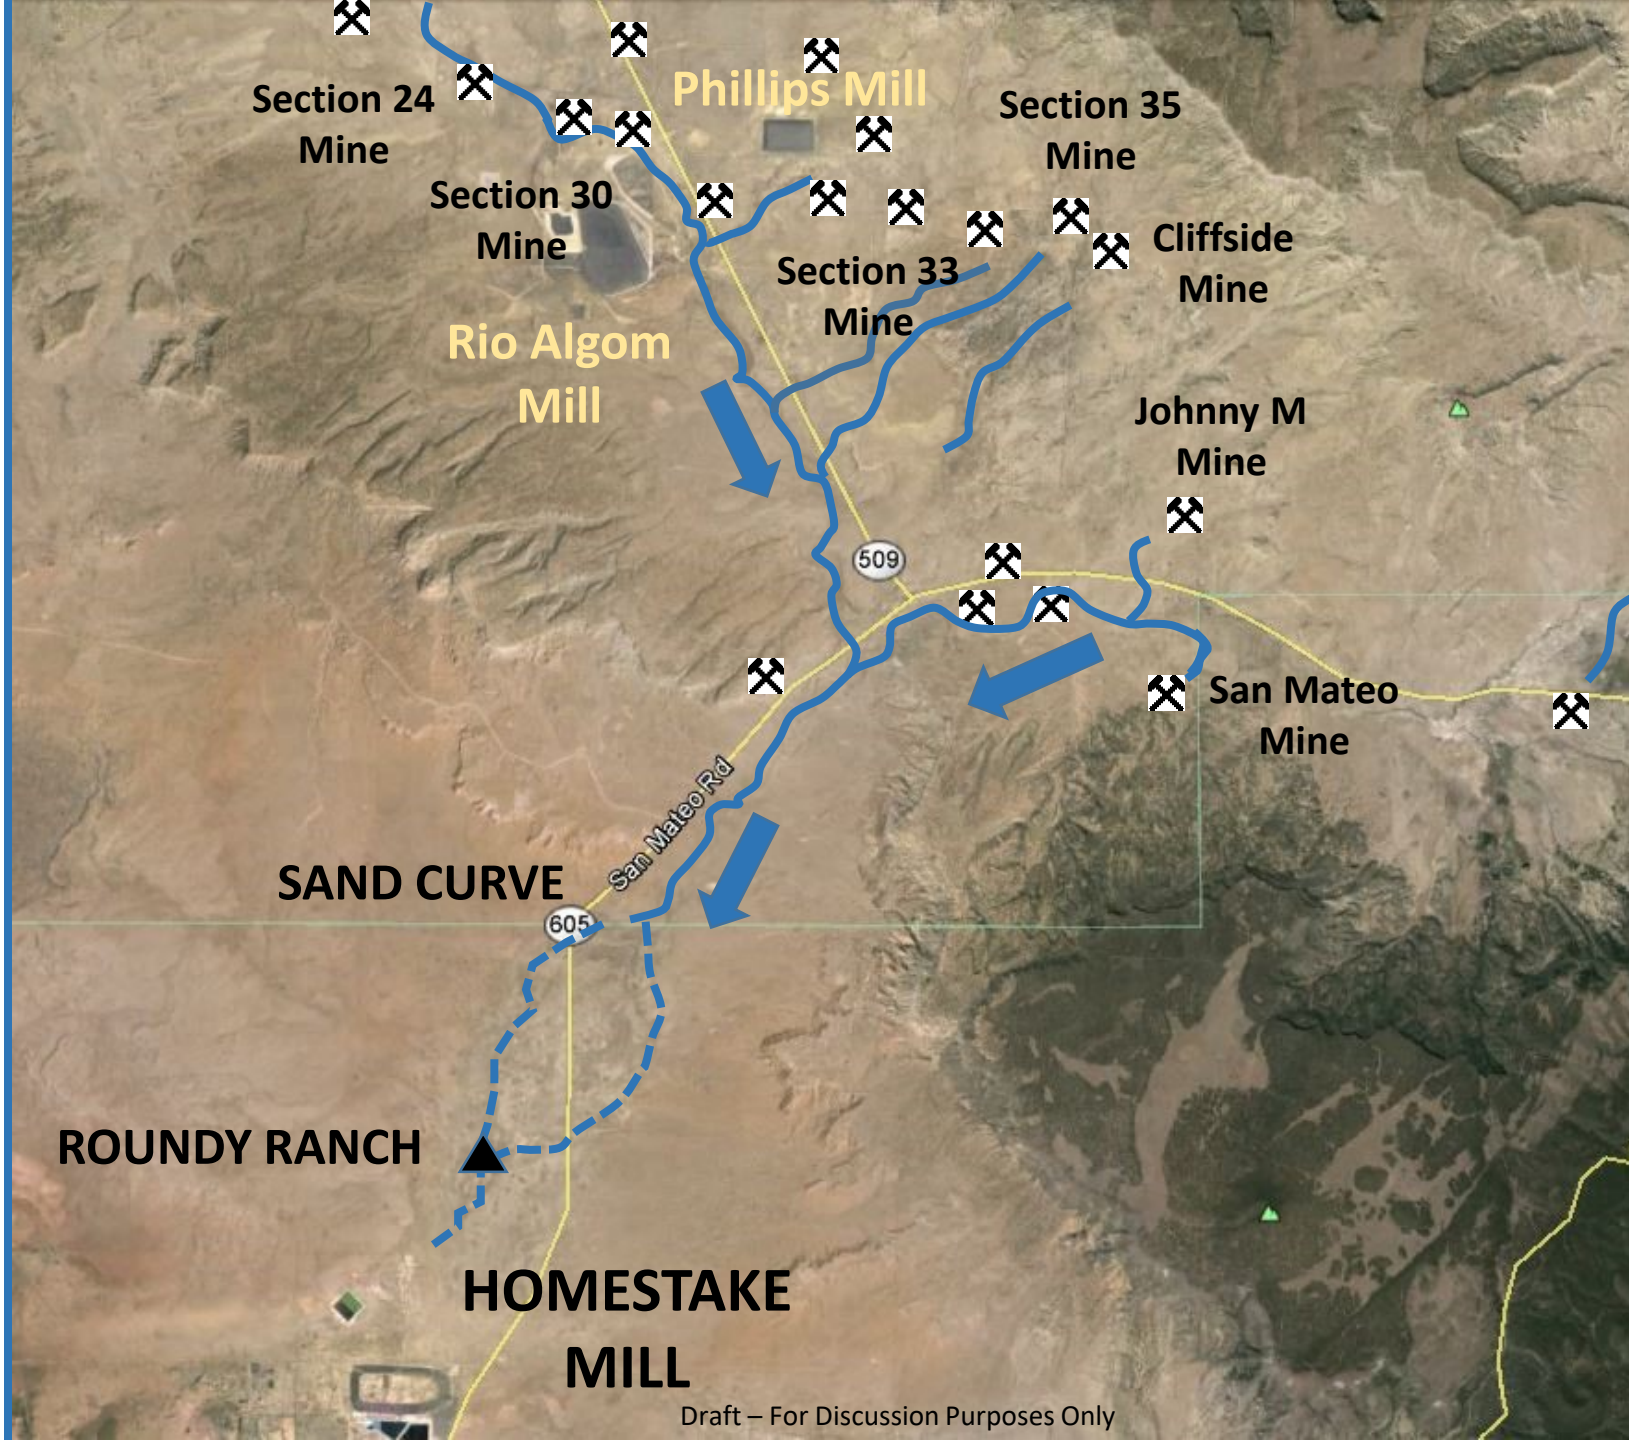 Phillips Mill
Section 24
Mine
Section 35
Mine
Section 30
Mine
Cliffside
Mine
Section 33
Mine
Rio Algom
Mill
Johnny M
Mine
509
San Mateo
Mine
San Mateo Rd
SAND CURVE
605
ROUNDY RANCH
HOMESTAKE
MILL
Draft – For Discussion Purposes Only